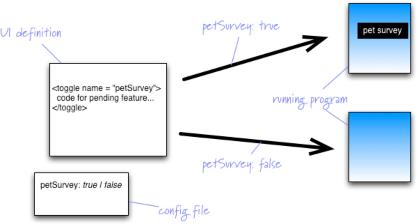 UI definition
petSurvey: true
pet survey
<toggle name = "petSurvey">
code for pending feature...
</toggle>
running program
petSurvey: false
petSurvey: true | false
config file